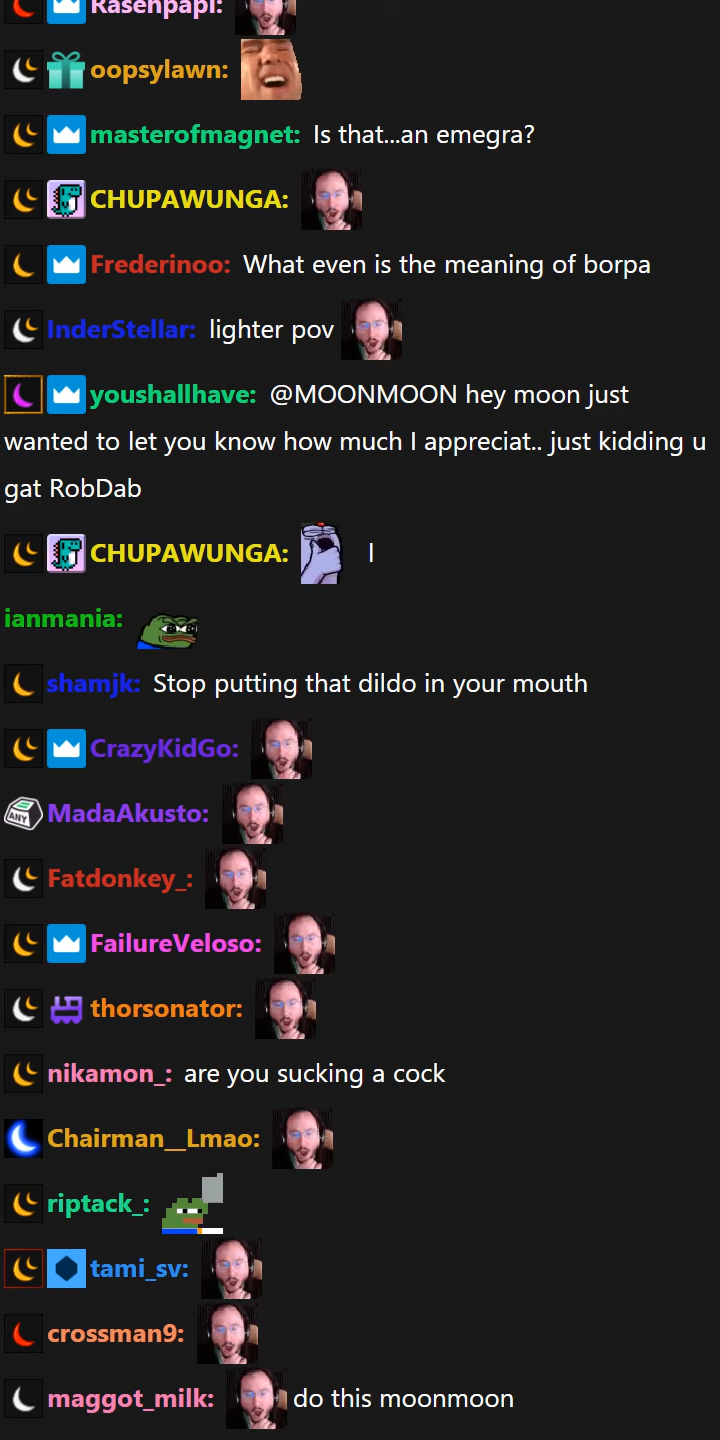 Rasenpapi:
oopsylawn:
masterofmagnet: Is that...an emegra?
CHUPAWUNGA:
Frederinoo: What even is the meaning of borpa
InderStellar: lighter pov
youshallhave: @MOONMOON hey moon just
wanted to let you know how much I appreciat.. just kidding u
gat RobDab
CHUPAWUNGA: l
ianmania:
shamjk: Stop putting that dildo in your mouth
CrazyKidGo:
ANY MadaAkusto:
Fatdonkey_:
FailureVeloso:
thorsonator:
nikamon_: are you sucking a cock
Chairman__Lmao:
riptack_:
tami_sv:
crossman9:
maggot_milk: do this moonmoon